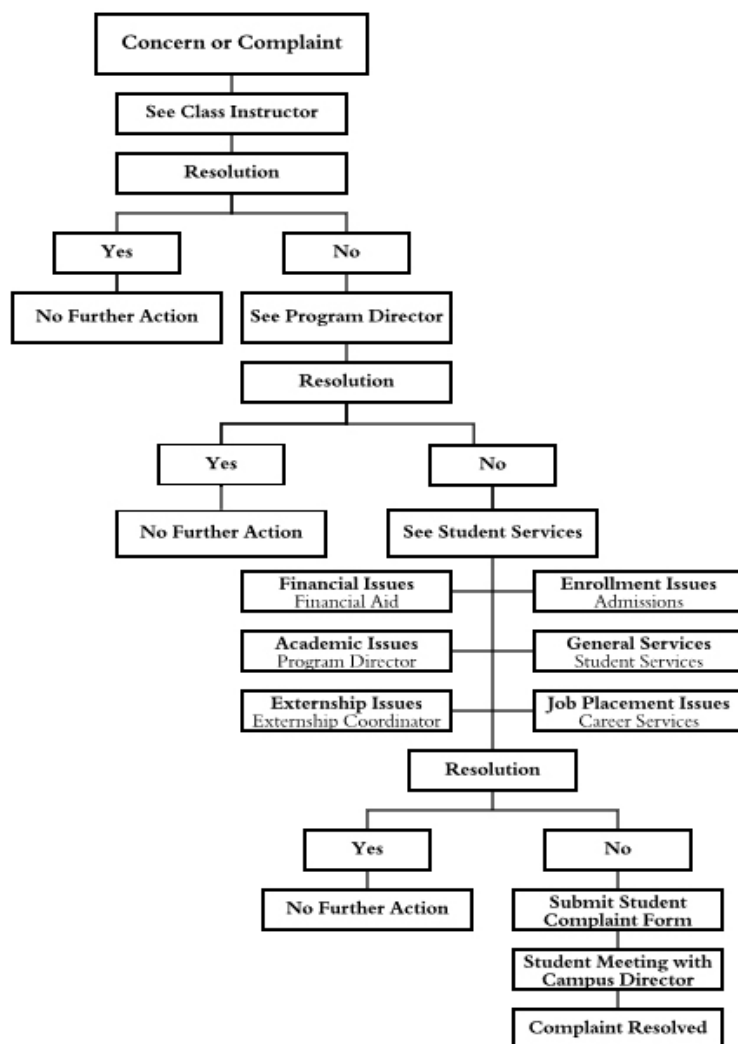 Concern or Complaint
See Class Instructor
Resolution
Yes
No
No Further Action
See Program Director
Resolution
Yes
No
No Further Action
See Student Services
Financial Issues
Financial Aid
Enrollment Issues
Admissions
Academic Issues
Program Director
General Services
Student Services
Externship Issues
Externship Coordinator
Job Placement Issues
Career Services
Resolution
Yes
No
No Further Action
Submit Student
Complaint Form
Student Meeting with
Campus Director
Complaint Resolved